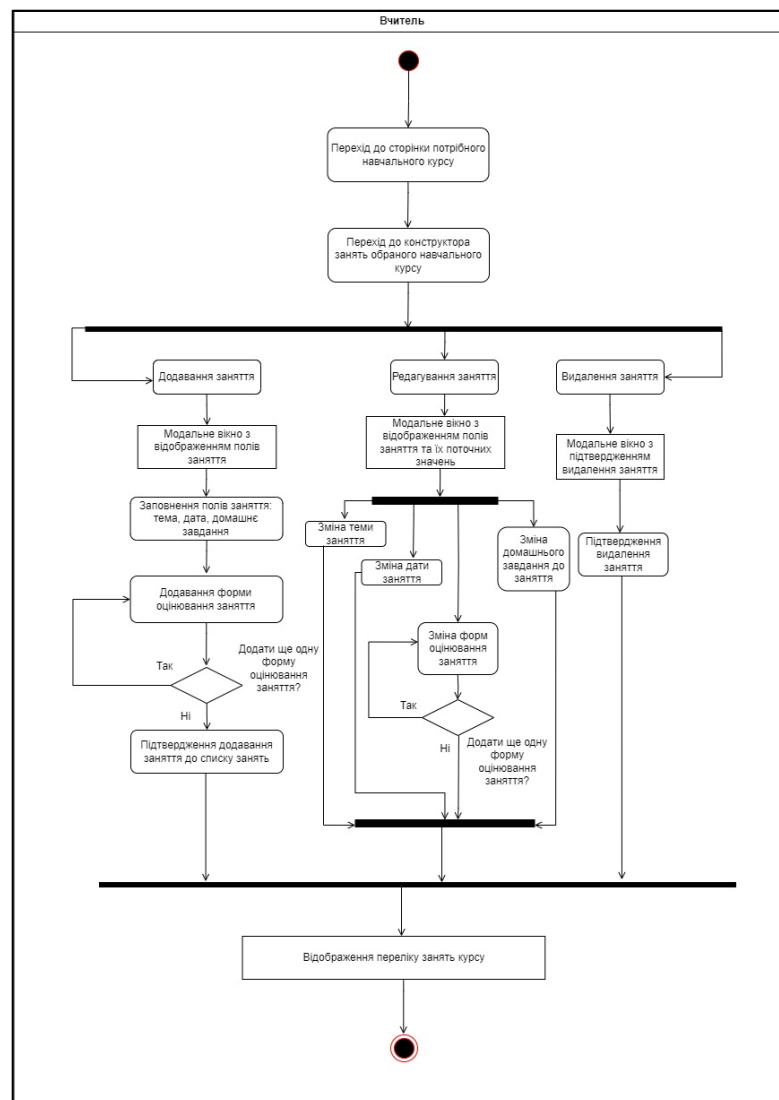 Вчитель
Перехід до сторінки потрібного
навчального курсу
Перехід до конструктора
занять обраного навчального
курсу
Додавання заняття
Редагування заняття
Видалення заняття
Модальне вікно з
відображенням полів
заняття
Модальне вікно з
відображенням полів
заняття та їх поточних
значень
Модальне вікно з
підтвердженням
видалення заняття
Заповнення полів заняття:
тема, дата, домашнє
завдання
Зміна теми
заняття
Зміна дати
заняття
Зміна
домашнього
завдання до
заняття
Підтвердження
видалення
заняття
Додавання форми
оцінювання заняття
Зміна форм
оцінювання
заняття
Так
Додати ще одну
форму
оцінювання
заняття?
Ні
Так
Ні
Додати ще одну
форму
оцінювання
заняття?
Підтвердження додавання
заняття до списку занять
Відображення переліку занять курсу